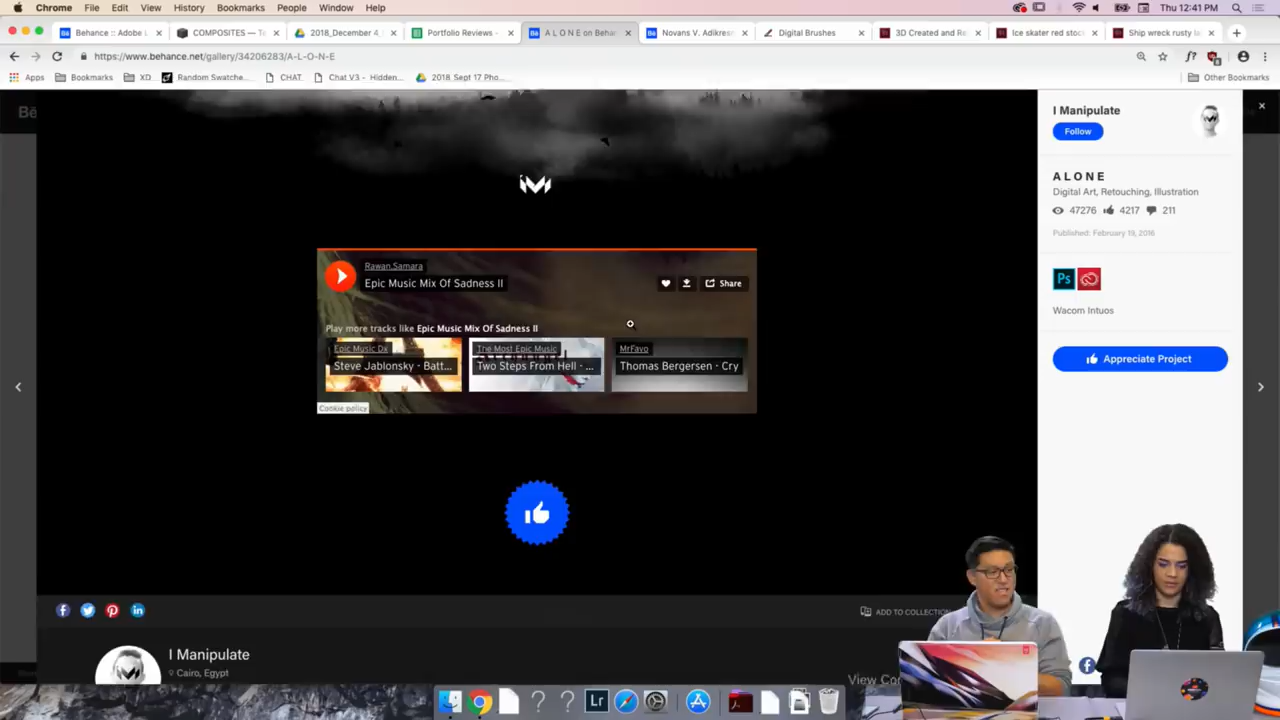 Chrome File Edit View History Bookmarks People Window Help
Thu 12:41 PM
Behance :: Adobe L
COMPOSITES — Te
2018_December 4,
Portfolio Reviews -
A L O N E on Behan
Novans V. Adikresn
Digital Brushes
3D Created and Re
Ice skater red stoc
Ship wreck rusty la
https://www.behance.net/gallery/34206283/A-L-O-N-E
Apps
Bookmarks
XD
Random Swatche...
CHAT
Chat V3 - Hidden...
2018 Sept 17 Pho...
Other Bookmarks
Bē
I Manipulate
Follow
A L O N E
Digital Art, Retouching, Illustration
47276 4217 211
Published: February 19, 2016
Ps
Wacom Intuos
Appreciate Project
Rawan.Samara
Epic Music Mix Of Sadness II
Share
Play more tracks like Epic Music Mix Of Sadness II
Epic Music Dx
Steve Jablonsky - Batt...
The Most Epic Music
Two Steps From Hell - ...
MrFavo
Thomas Bergersen - Cry
Cookie policy
ADD TO COLLECTION
I Manipulate
Cairo, Egypt
View Co
Lr